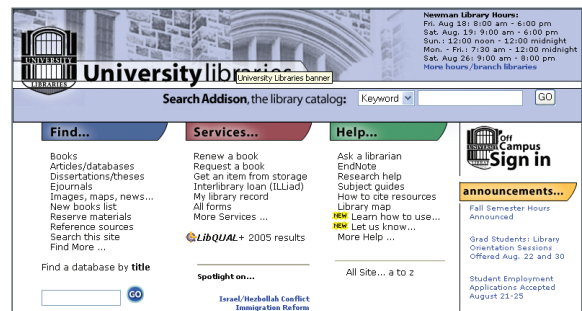 Newman Library Hours:
Fri. Aug 18: 8:00 am - 6:00 pm
Sat. Aug. 19: 9:00 am - 6:00 pm
Sun. : 12:00 noon - 12:00 midnight
Mon. - Fri.: 7:30 am - 12:00 midnight
Sat. Aug 26: 9:00 am - 8:00 pm
More hours/branch libraries
UNIVERSITY
LIBRARIES
University libraries
University Libraries banner
Search Addison, the library catalog: Keyword GO
Find...
Books
Articles/databases
Dissertations/theses
Ejournals
Images, maps, news...
New books list
Reserve materials
Reference sources
Search this site
Find More ...
Find a database by title
GO
Services...
Renew a book
Request a book
Get an item from storage
Interlibrary loan (ILLiad)
My library record
All forms
More Services ...
LibQUAL+ 2005 results
Spotlight on...
Israel/Hezbollah Conflict
Immigration Reform
Help...
Ask a librarian
EndNote
Research help
Subject guides
How to cite resources
Library map
NEW Learn how to use...
NEW Let us know...
More Help ...
All Site... a to z
Off
Campus
Sign in
announcements...
Fall Semester Hours
Announced
Grad Students: Library
Orientation Sessions
Offered Aug. 22 and 30
Student Employment
Applications Accepted
August 21-25